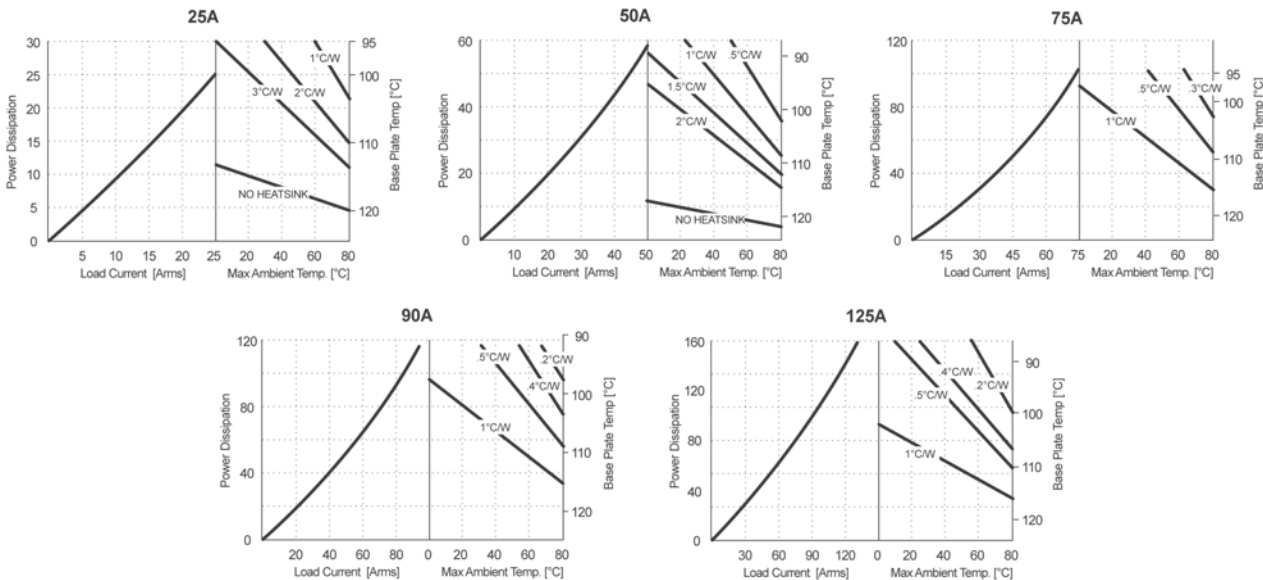 25A
30
25
20
15
10
5
0
Power Dissipation
5 10 15 20 25 20 40 60 80
Load Current [Arms] Max Ambient Temp. [°C]
1°C/W
2°C/W
3°C/W
NO HEATSINK
95
100
110
120
Base Plate Temp [°C]
50A
60
40
20
0
Power Dissipation
10 20 30 40 50 20 40 60 80
Load Current [Arms] Max Ambient Temp. [°C]
.5°C/W
1°C/W
1.5°C/W
2°C/W
NO HEATSINK
90
100
110
120
Base Plate Temp [°C]
75A
120
80
40
0
Power Dissipation
15 30 45 60 75 20 40 60 80
Load Current [Arms] Max Ambient Temp. [°C]
.3°C/W
.5°C/W
1°C/W
95
100
110
120
Base Plate Temp [°C]
90A
120
80
40
0
Power Dissipation
20 40 60 80 0 20 40 60 80
Load Current [Arms] Max Ambient Temp. [°C]
.5°C/W
.2°C/W
.4°C/W
1°C/W
90
100
110
120
Base Plate Temp [°C]
125A
160
120
80
40
0
Power Dissipation
30 60 90 120 0 20 40 60 80
Load Current [Arms] Max Ambient Temp. [°C]
.4°C/W
.2°C/W
.5°C/W
1°C/W
90
100
110
120
Base Plate Temp [°C]